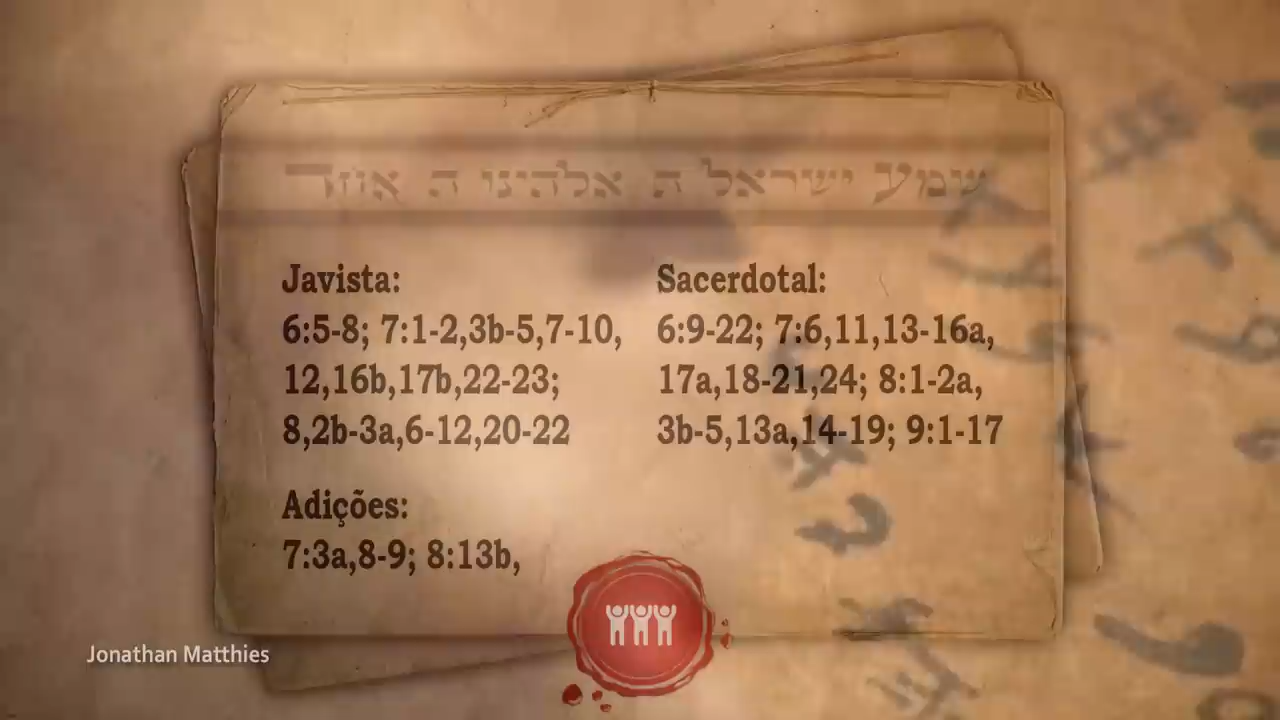 שמע ישראל ה אלהינו ה אחד
Javista:
6:5-8; 7:1-2,3b-5,7-10,
12,16b,17b,22-23;
8,2b-3a,6-12,20-22
Sacerdotal:
6:9-22; 7:6,11,13-16a,
17a,18-21,24; 8:1-2a,
3b-5,13a,14-19; 9:1-17
Adições:
7:3a,8-9; 8:13b,
Jonathan Matthies